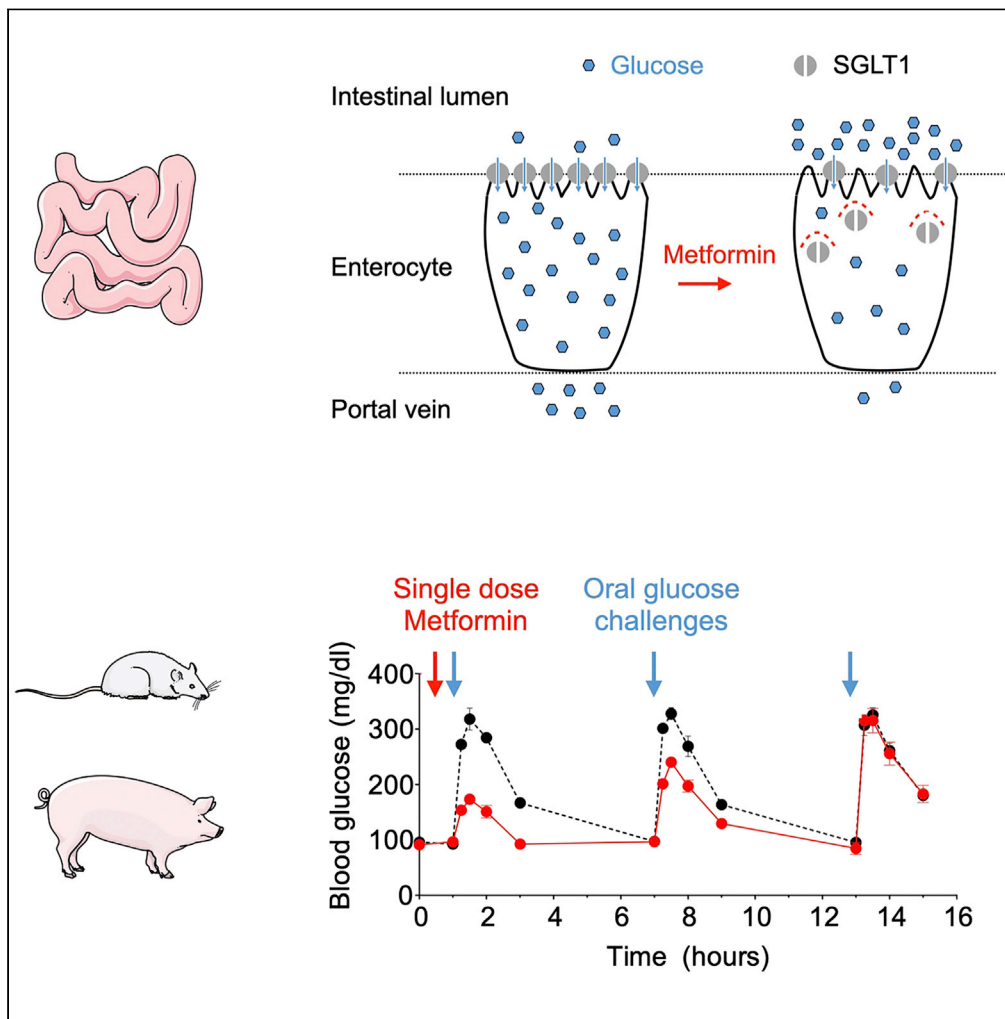 Glucose SGLT1
Intestinal lumen
Enterocyte
Metformin
Portal vein
Single dose
Metformin
Oral glucose
challenges
Blood glucose (mg/dl)
400
300
200
100
0
0 2 4 6 8 10 12 14 16
Time (hours)